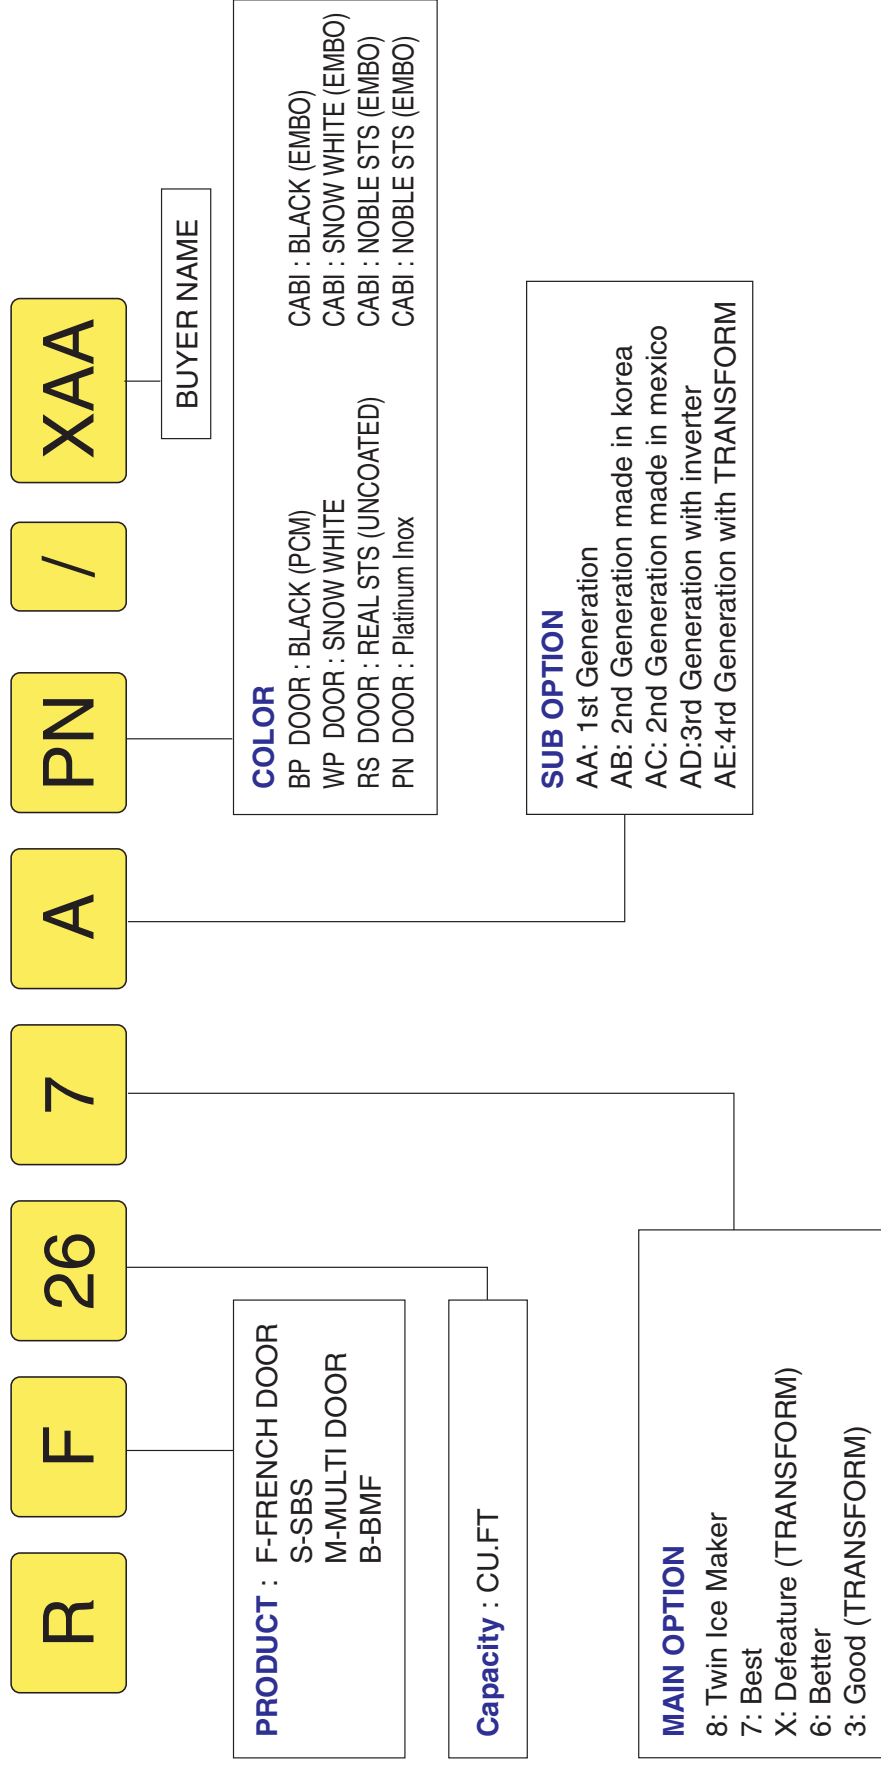 R F 26 7 A PN / XAA
BUYER NAME
PRODUCT : F-FRENCH DOOR
S-SBS
M-MULTI DOOR
B-BMF
COLOR
BP DOOR : BLACK (PCM) CABI : BLACK (EMBO)
WP DOOR : SNOW WHITE CABI : SNOW WHITE (EMBO)
RS DOOR : REAL STS (UNCOATED) CABI : NOBLE STS (EMBO)
PN DOOR : Platinum Inox CABI : NOBLE STS (EMBO)
Capacity : CU.FT
SUB OPTION
AA: 1st Generation
AB: 2nd Generation made in korea
AC: 2nd Generation made in mexico
AD:3rd Generation with inverter
AE:4rd Generation with TRANSFORM
MAIN OPTION
8: Twin Ice Maker
7: Best
X: Defeature (TRANSFORM)
6: Better
3: Good (TRANSFORM)